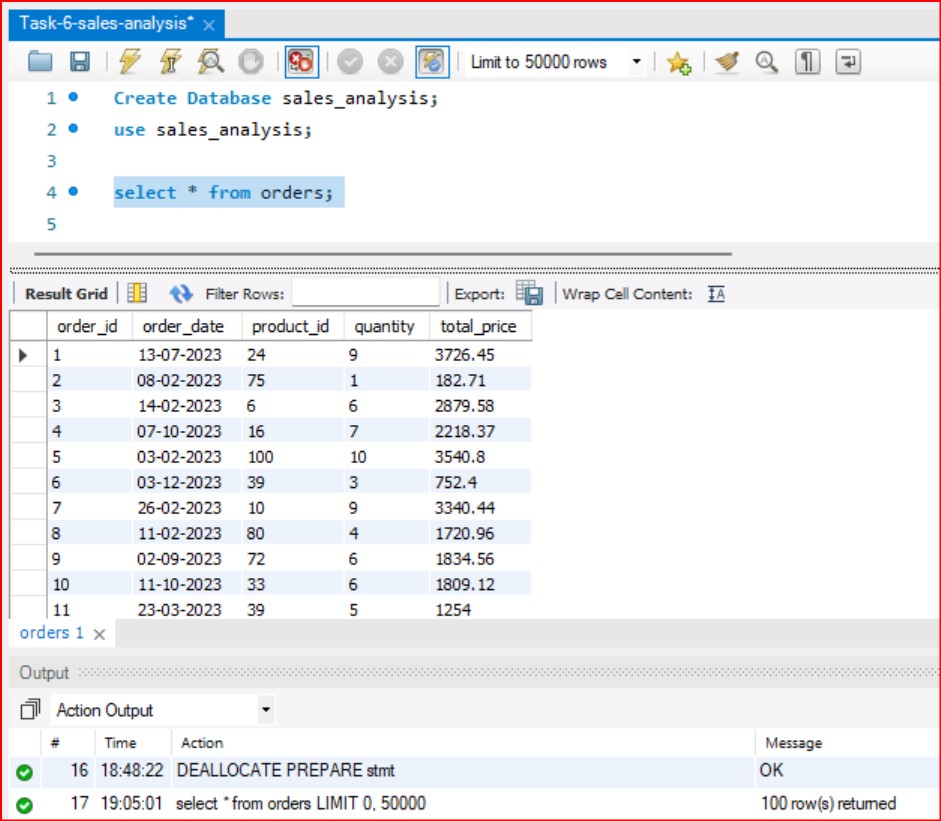 Task-6-sales-analysis* ×
Limit to 50000 rows
1 Create Database sales_analysis;
2 use sales_analysis;
3
4 select * from orders;
5
Result Grid Filter Rows: Export: Wrap Cell Content: IA
order_id order_date product_id quantity total_price
1 13-07-2023 24 9 3726.45
2 08-02-2023 75 1 182.71
3 14-02-2023 6 6 2879.58
4 07-10-2023 16 7 2218.37
5 03-02-2023 100 10 3540.8
6 03-12-2023 39 3 752.4
7 26-02-2023 10 9 3340.44
8 11-02-2023 80 4 1720.96
9 02-09-2023 72 6 1834.56
10 11-10-2023 33 6 1809.12
11 23-03-2023 39 5 1254
orders 1 ×
Output
Action Output
# Time Action Message
16 18:48:22 DEALLOCATE PREPARE stmt OK
17 19:05:01 select * from orders LIMIT 0, 50000 100 row(s) returned